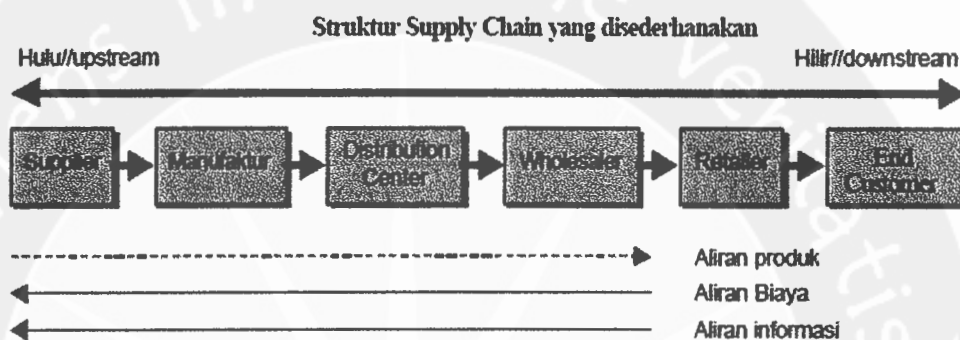 Struktur Supply Chain yang disederhanakan
Hulu//upstream
Hilir//downstream
Supplier
Manufaktur
Distribution
Center
Wholesaler
Retailer
End
Customer
Aliran produk
Aliran Biaya
Aliran informasi